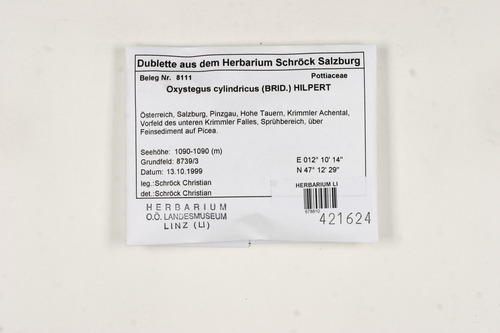 Dublette aus dem Herbarium Schröck Salzburg
Beleg Nr. 8111 Pottiaceae
Oxystegus cylindricus (BRID.) HILPERT
Österreich, Salzburg, Pinzgau, Hohe Tauern, Krimmler Achental,
Vorfeld des unteren Krimmler Falles, Sprühbereich, über
Feinsediment auf Picea.
Seehöhe: 1090-1090 (m)
Grundfeld: 8739/3 E 012° 10' 14"
Datum: 13.10.1999 N 47° 12' 29"
leg.:Schröck Christian
det.:Schröck Christian
HERBARIUM LI
HERBARIUM
O.Ö. LANDESMUSEUM
LINZ (LI)
421624